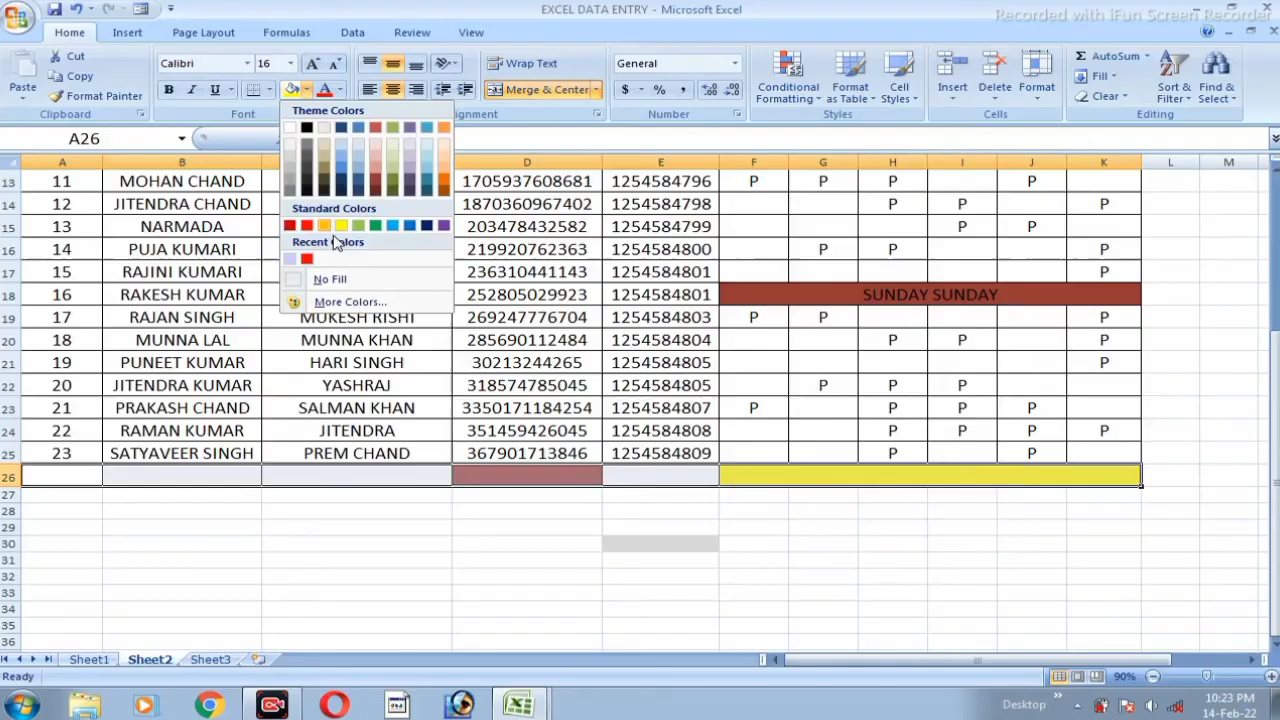 EXCEL DATA ENTRY - Microsoft Excel
Recorded with iFun Screen Recorder
Home Insert Page Layout Formulas Data Review View
Paste
Cut
Copy
Format Painter
Clipboard
Calibri 16
B I U
Font
Wrap Text
Merge & Center
Alignment
General
$ % ,
Number
Conditional Formatting
Format as Table
Cell Styles
Styles
Insert Delete Format
Cells
AutoSum
Fill
Clear
Sort & Filter
Find & Select
Editing
A26
Theme Colors
Standard Colors
Recent Colors
No Fill
More Colors...
A B D E F G H I J K L M
13 11 MOHAN CHAND 1705937608681 1254584796 P P P P
14 12 JITENDRA CHAND 1870360967402 1254584798 P P P
15 13 NARMADA 203478432582 1254584799 P P
16 14 PUJA KUMARI 219920762363 1254584800 P P P
17 15 RAJINI KUMARI 236310441143 1254584801 P
18 16 RAKESH KUMAR 252805029923 1254584801 SUNDAY SUNDAY
19 17 RAJAN SINGH MUKESH RISHI 269247776704 1254584803 P P P
20 18 MUNNA LAL MUNNA KHAN 285690112484 1254584804 P P P
21 19 PUNEET KUMAR HARI SINGH 30213244265 1254584805 P
22 20 JITENDRA KUMAR YASHRAJ 318574785045 1254584805 P P P
23 21 PRAKASH CHAND SALMAN KHAN 3350171184254 1254584807 P P P P
24 22 RAMAN KUMAR JITENDRA 351459426045 1254584808 P P P P
25 23 SATYAVEER SINGH PREM CHAND 367901713846 1254584809 P P
26
27
28
29
30
31
32
33
34
35
36
Sheet1 Sheet2 Sheet3
Ready 90%
Desktop
10:23 PM
14-Feb-22